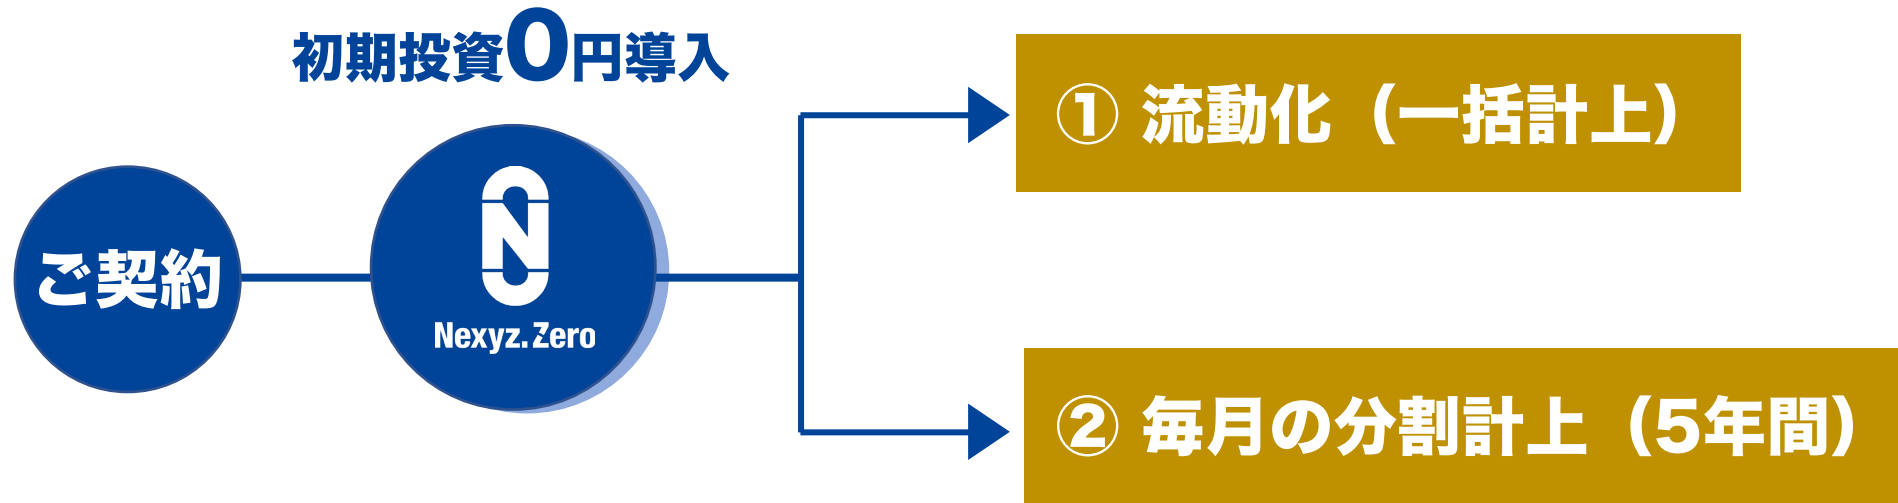 初期投資0円導入
ご契約
Nexyz.Zero
① 流動化（一括計上）
② 毎月の分割計上（5年間）